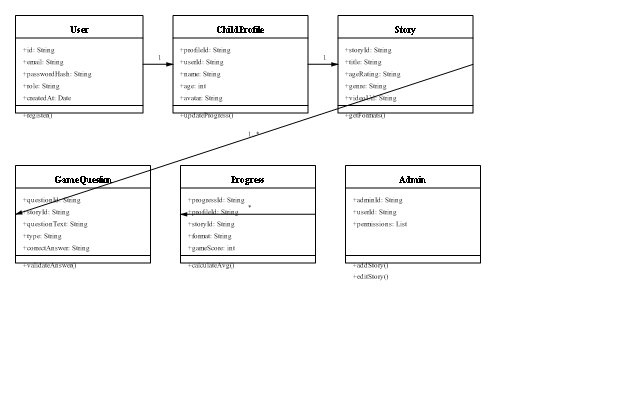 User
+id: String
+email: String
+passwordHash: String
+role: String
+createdAt: Date
+register()
1
ChildProfile
+profileId: String
+userId: String
+name: String
+age: int
+avatar: String
+updateProgress()
1
Story
+storyId: String
+title: String
+ageRating: String
+genre: String
+videoUrl: String
+getFormats()
1..*
GameQuestion
+questionId: String
+storyId: String
+questionText: String
+type: String
+correctAnswer: String
+validateAnswer()
Progress
+progressId: String
+profileId: String
+storyId: String
+format: String
+gameScore: int
+calculateAvg()
*
Admin
+adminId: String
+userId: String
+permissions: List
+addStory()
+editStory()